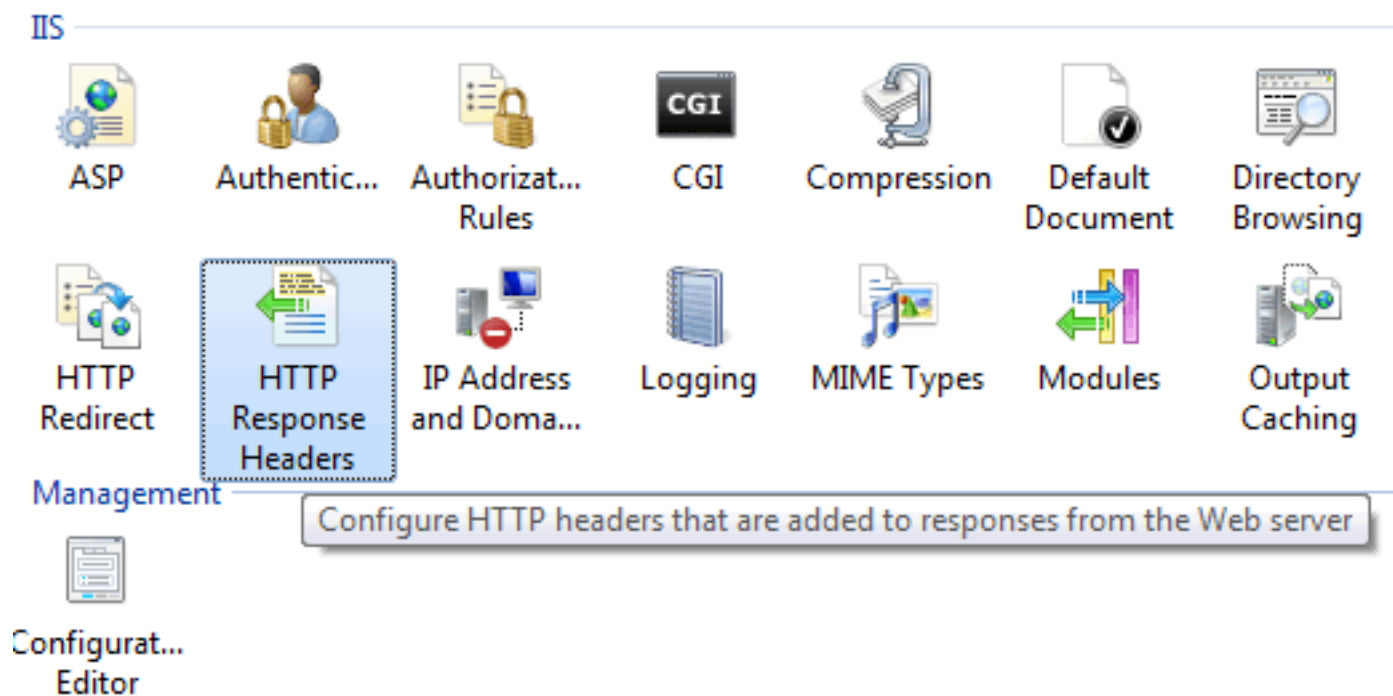 IIS
CGI
ASP
Authentic...
Authorizat...
Rules
CGI
Compression
Default
Document
Directory
Browsing
HTTP
Redirect
HTTP
Response
Headers
IP Address
and Doma...
Logging
MIME Types
Modules
Output
Caching
Management
Configure HTTP headers that are added to responses from the Web server
Configurat...
Editor